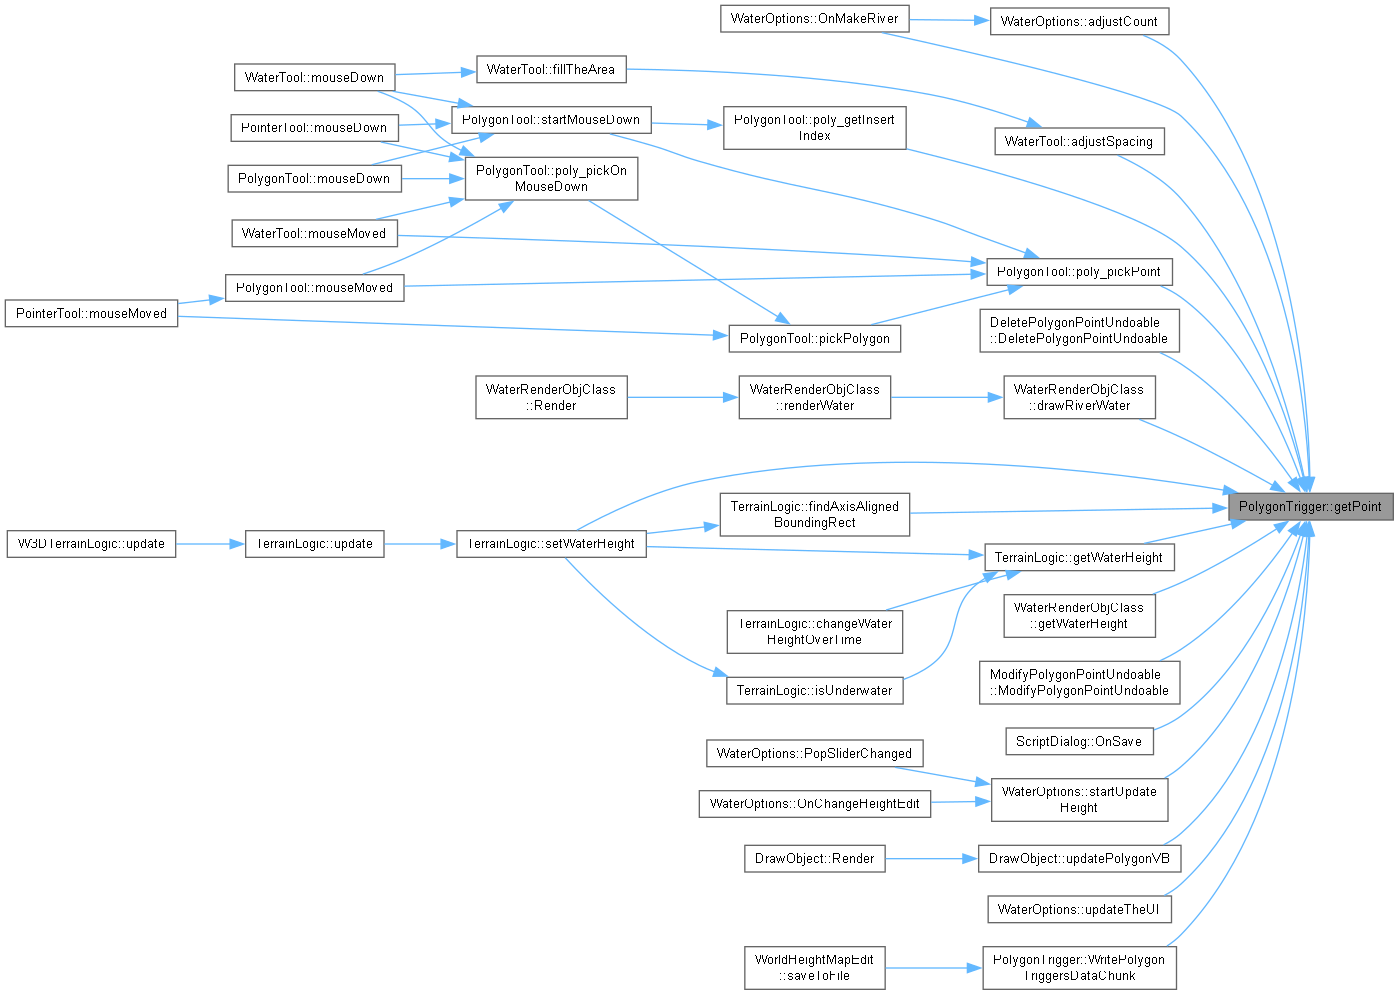 WaterOptions::OnMakeRiver
WaterOptions::adjustCount
WaterTool::mouseDown
WaterTool::fillTheArea
PolygonTool::startMouseDown
PolygonTool::poly_getInsert
Index
PointerTool::mouseDown
WaterTool::adjustSpacing
PolygonTool::mouseDown
PolygonTool::poly_pickOn
MouseDown
WaterTool::mouseMoved
PolygonTool::poly_pickPoint
PolygonTool::mouseMoved
PointerTool::mouseMoved
PolygonTool::pickPolygon
DeletePolygonPointUndoable
::DeletePolygonPointUndoable
WaterRenderObjClass
::Render
WaterRenderObjClass
::renderWater
WaterRenderObjClass
::drawRiverWater
PolygonTrigger::getPoint
TerrainLogic::findAxisAligned
BoundingRect
W3DTerrainLogic::update
TerrainLogic::update
TerrainLogic::setWaterHeight
TerrainLogic::getWaterHeight
TerrainLogic::changeWater
HeightOverTime
WaterRenderObjClass
::getWaterHeight
TerrainLogic::isUnderwater
ModifyPolygonPointUndoable
::ModifyPolygonPointUndoable
ScriptDialog::OnSave
WaterOptions::PopSliderChanged
WaterOptions::OnChangeHeightEdit
WaterOptions::startUpdate
Height
DrawObject::Render
DrawObject::updatePolygonVB
WaterOptions::updateTheUI
WorldHeightMapEdit
::saveToFile
PolygonTrigger::WritePolygon
TriggersDataChunk